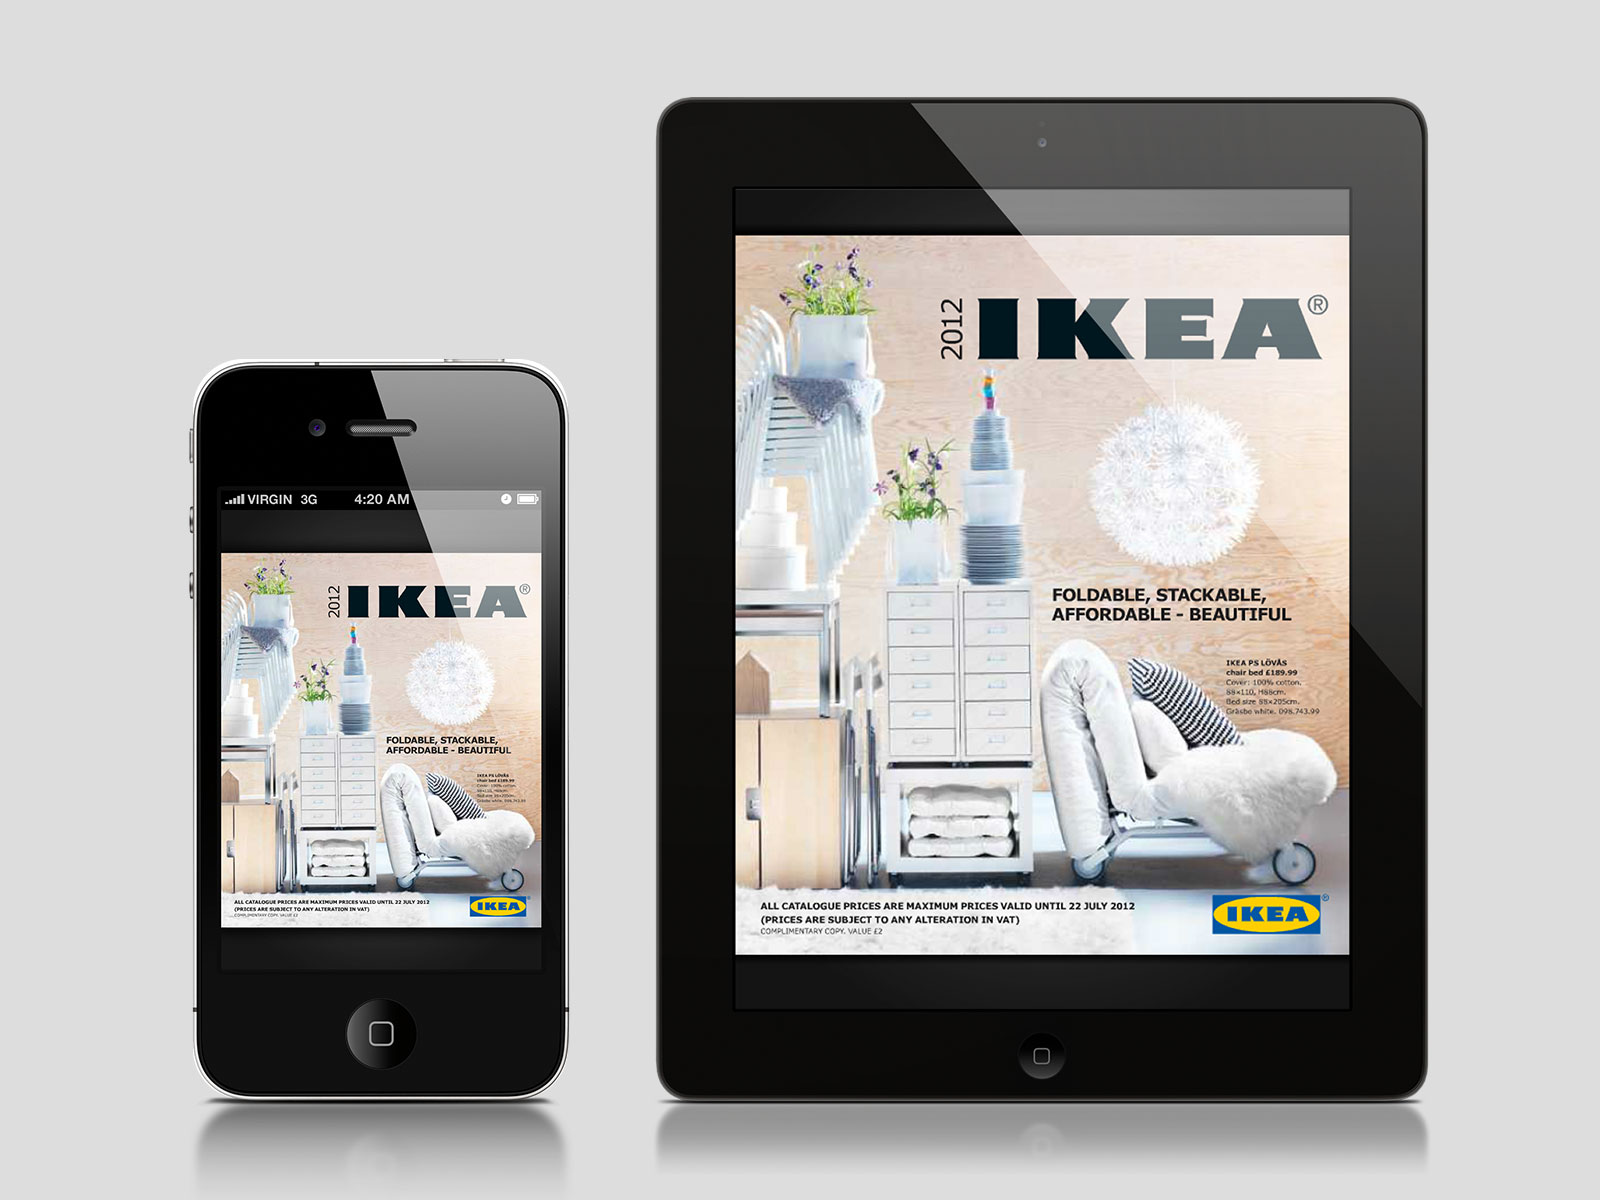 VIRGIN 3G 4:20 AM
2012 IKEA®
FOLDABLE, STACKABLE,
AFFORDABLE - BEAUTIFUL
IKEA PS LÖVÅS
chair bed £189.99
Cover: 100% cotton.
88×110, H88cm.
Bed size 88×205cm.
Gräsbo white. 098.743.99
ALL CATALOGUE PRICES ARE MAXIMUM PRICES VALID UNTIL 22 JULY 2012
(PRICES ARE SUBJECT TO ANY ALTERATION IN VAT)
COMPLIMENTARY COPY. VALUE £2
IKEA
2012 IKEA®
FOLDABLE, STACKABLE,
AFFORDABLE - BEAUTIFUL
IKEA PS LÖVÅS
chair bed £189.99
Cover: 100% cotton.
88×110, H88cm.
Bed size 88×205cm.
Gräsbo white. 098.743.99
ALL CATALOGUE PRICES ARE MAXIMUM PRICES VALID UNTIL 22 JULY 2012
(PRICES ARE SUBJECT TO ANY ALTERATION IN VAT)
COMPLIMENTARY COPY. VALUE £2
IKEA®